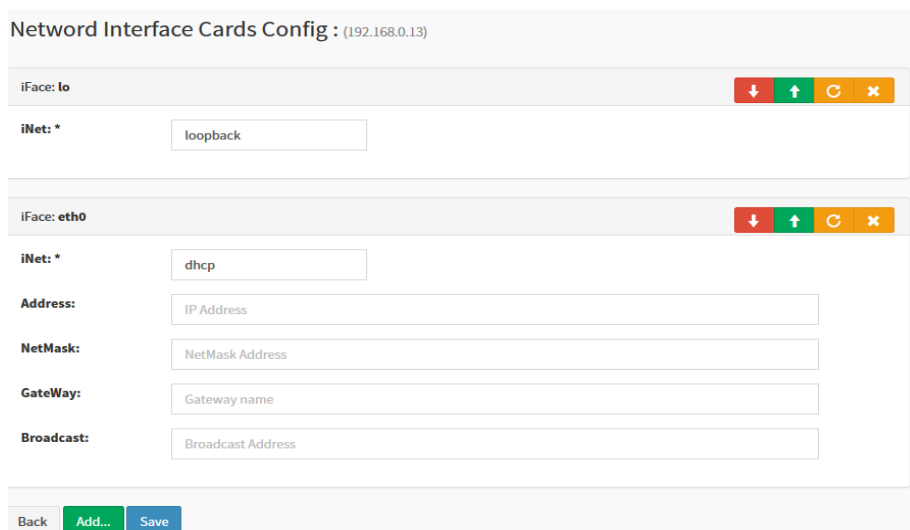 Netword Interface Cards Config : (192.168.0.13)
iFace: lo
iNet: *
loopback
iFace: eth0
iNet: *
dhcp
Address:
IP Address
NetMask:
NetMask Address
GateWay:
Gateway name
Broadcast:
Broadcast Address
Back Add... Save